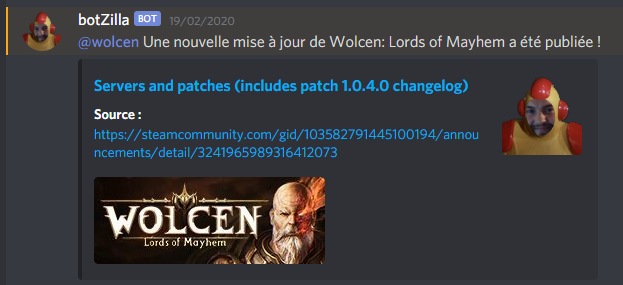 botZilla BOT 19/02/2020
@wolcen Une nouvelle mise à jour de Wolcen: Lords of Mayhem a été publiée !
Servers and patches (includes patch 1.0.4.0 changelog)
Source :
https://steamcommunity.com/gid/103582791445100194/annou
ncements/detail/3241965989316412073
WOLCEN
Lords of Mayhem